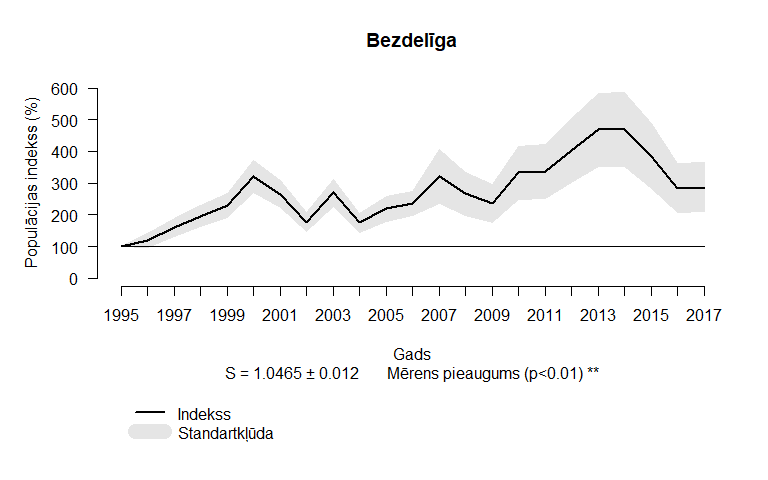 Bezdelīga
Populācijas indekss (%)
600
500
400
300
200
100
0
1995 1997 1999 2001 2003 2005 2007 2009 2011 2013 2015 2017
Gads
S = 1.0465 ± 0.012 Mērens pieaugums (p<0.01) **
Indekss
Standartkļūda